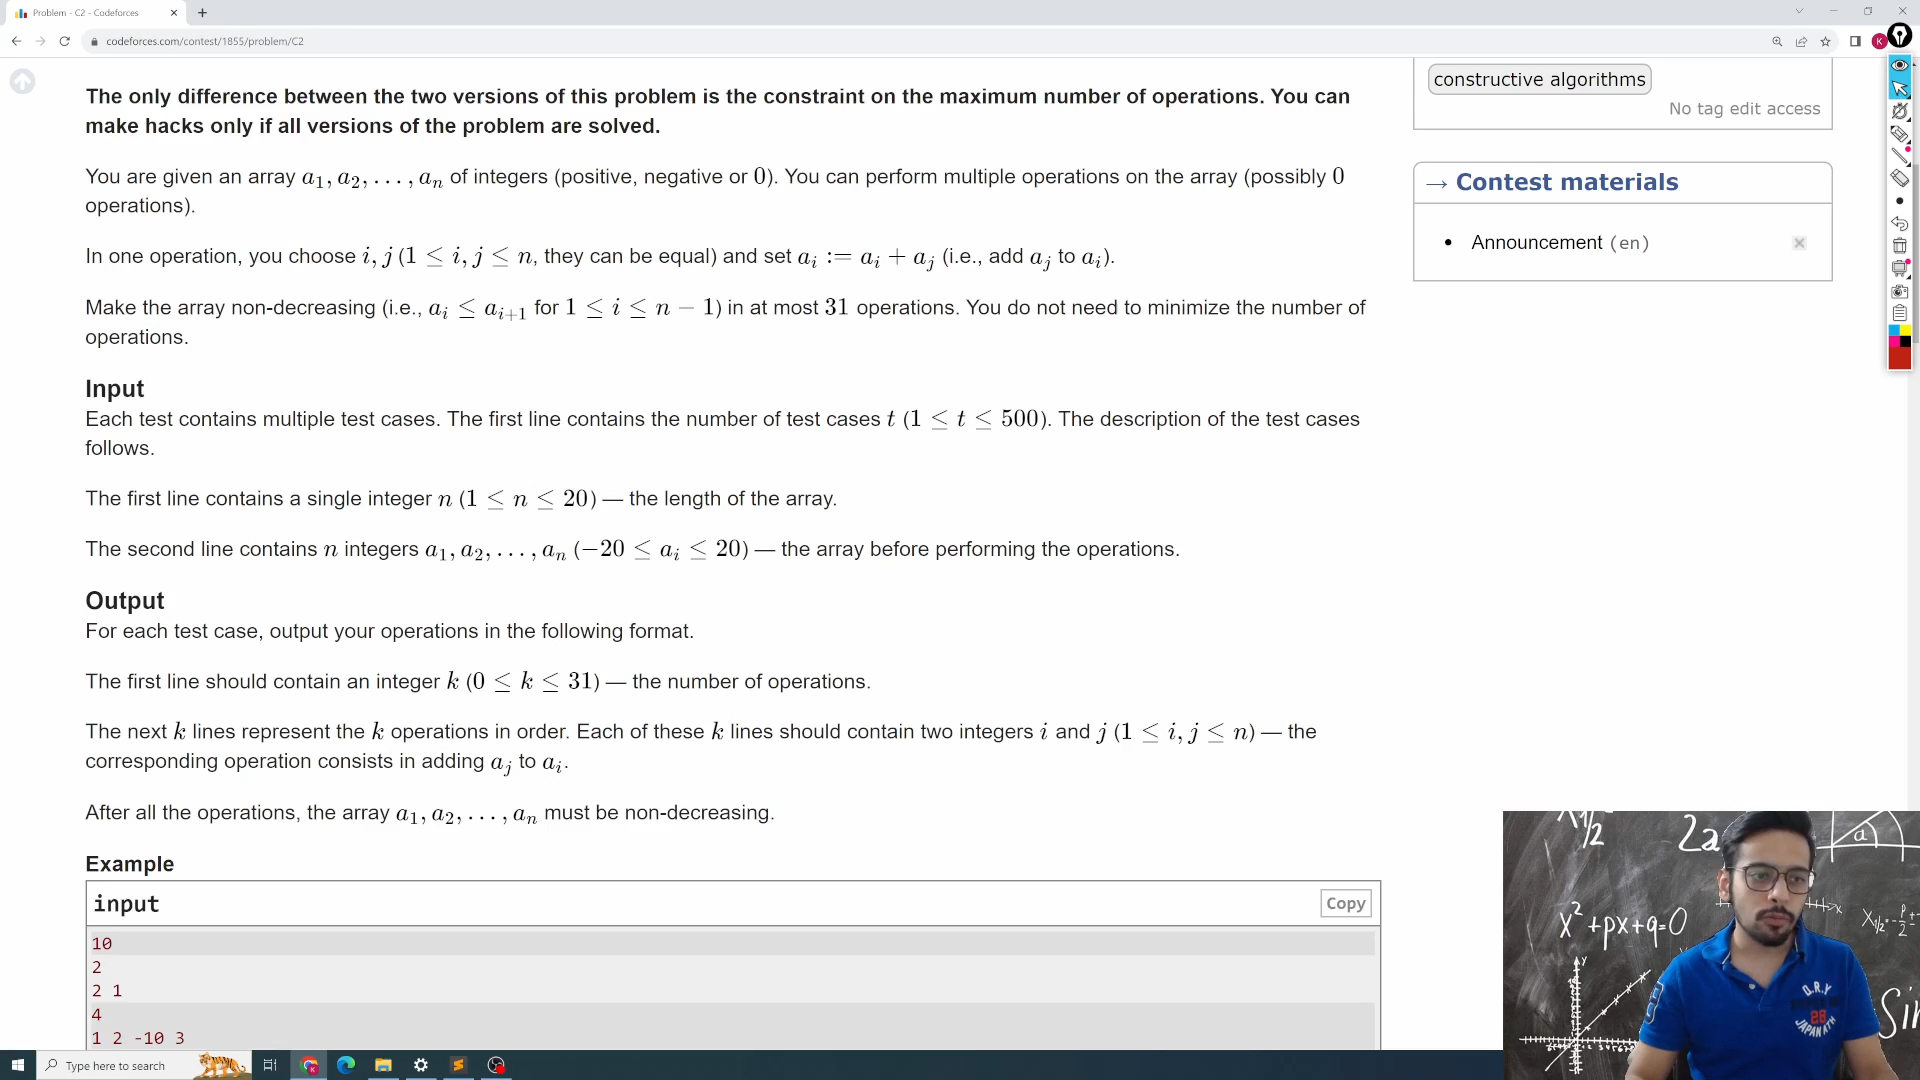 Problem - C2 - Codeforces
codeforces.com/contest/1855/problem/C2
The only difference between the two versions of this problem is the constraint on the maximum number of operations. You can
make hacks only if all versions of the problem are solved.
You are given an array a1, a2, . . . , an of integers (positive, negative or 0). You can perform multiple operations on the array (possibly 0
operations).
In one operation, you choose i, j (1 ≤ i, j ≤ n, they can be equal) and set ai := ai + aj (i.e., add aj to ai).
Make the array non-decreasing (i.e., ai ≤ ai+1 for 1 ≤ i ≤ n − 1) in at most 31 operations. You do not need to minimize the number of
operations.
Input
Each test contains multiple test cases. The first line contains the number of test cases t (1 ≤ t ≤ 500). The description of the test cases
follows.
The first line contains a single integer n (1 ≤ n ≤ 20) — the length of the array.
The second line contains n integers a1, a2, . . . , an (−20 ≤ ai ≤ 20) — the array before performing the operations.
Output
For each test case, output your operations in the following format.
The first line should contain an integer k (0 ≤ k ≤ 31) — the number of operations.
The next k lines represent the k operations in order. Each of these k lines should contain two integers i and j (1 ≤ i, j ≤ n) — the
corresponding operation consists in adding aj to ai.
After all the operations, the array a1, a2, . . . , an must be non-decreasing.
Example
input
Copy
10
2
2 1
4
1 2 -10 3
constructive algorithms
No tag edit access
→ Contest materials
Announcement (en)
K
x² +px+q=0
2a
a
D.R.Y
28
JAPAN ATH
Type here to search